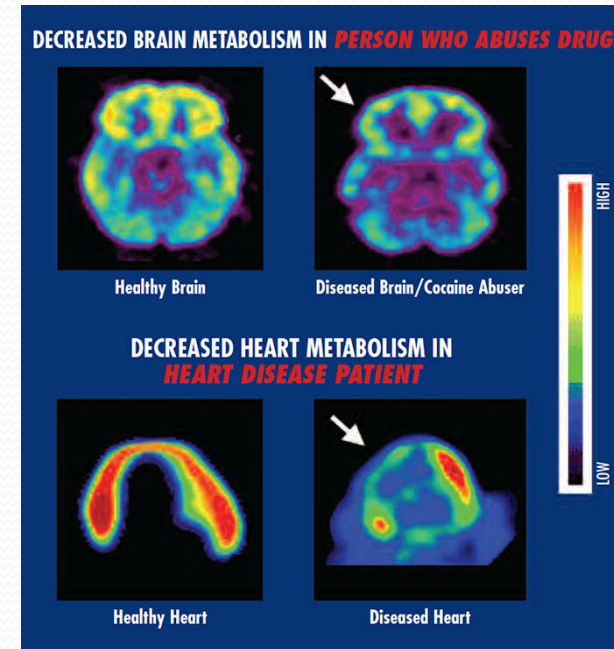 DECREASED BRAIN METABOLISM IN PERSON WHO ABUSES DRUG
Healthy Brain
Diseased Brain/Cocaine Abuser
HIGH
LOW
DECREASED HEART METABOLISM IN
HEART DISEASE PATIENT
Healthy Heart
Diseased Heart